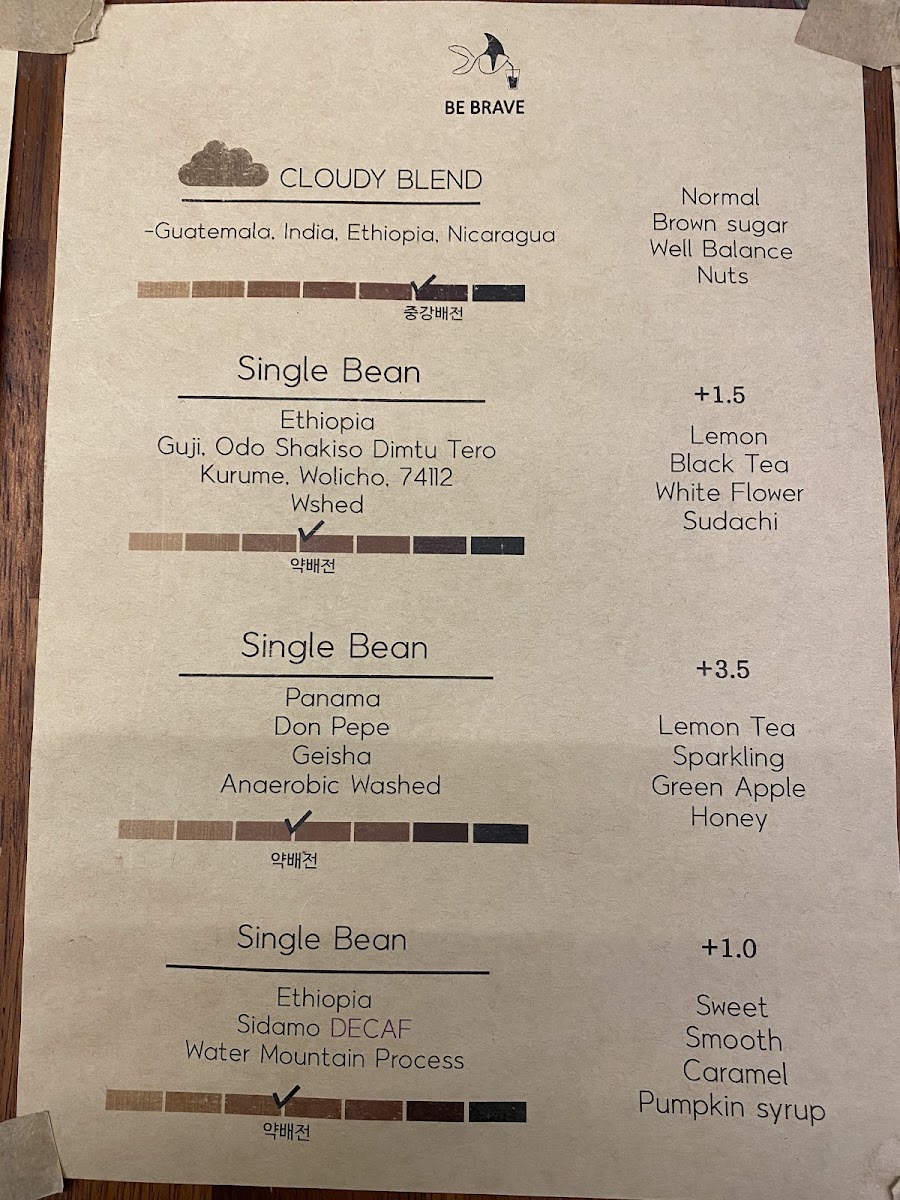 BE BRAVE
CLOUDY BLEND
-Guatemala, India, Ethiopia, Nicaragua
중강배전
Normal
Brown sugar
Well Balance
Nuts
Single Bean
Ethiopia
Guji, Odo Shakiso Dimtu Tero
Kurume, Wolicho, 74112
Wshed
약배전
+1.5
Lemon
Black Tea
White Flower
Sudachi
Single Bean
Panama
Don Pepe
Geisha
Anaerobic Washed
약배전
+3.5
Lemon Tea
Sparkling
Green Apple
Honey
Single Bean
Ethiopia
Sidamo DECAF
Water Mountain Process
약배전
+1.0
Sweet
Smooth
Caramel
Pumpkin syrup